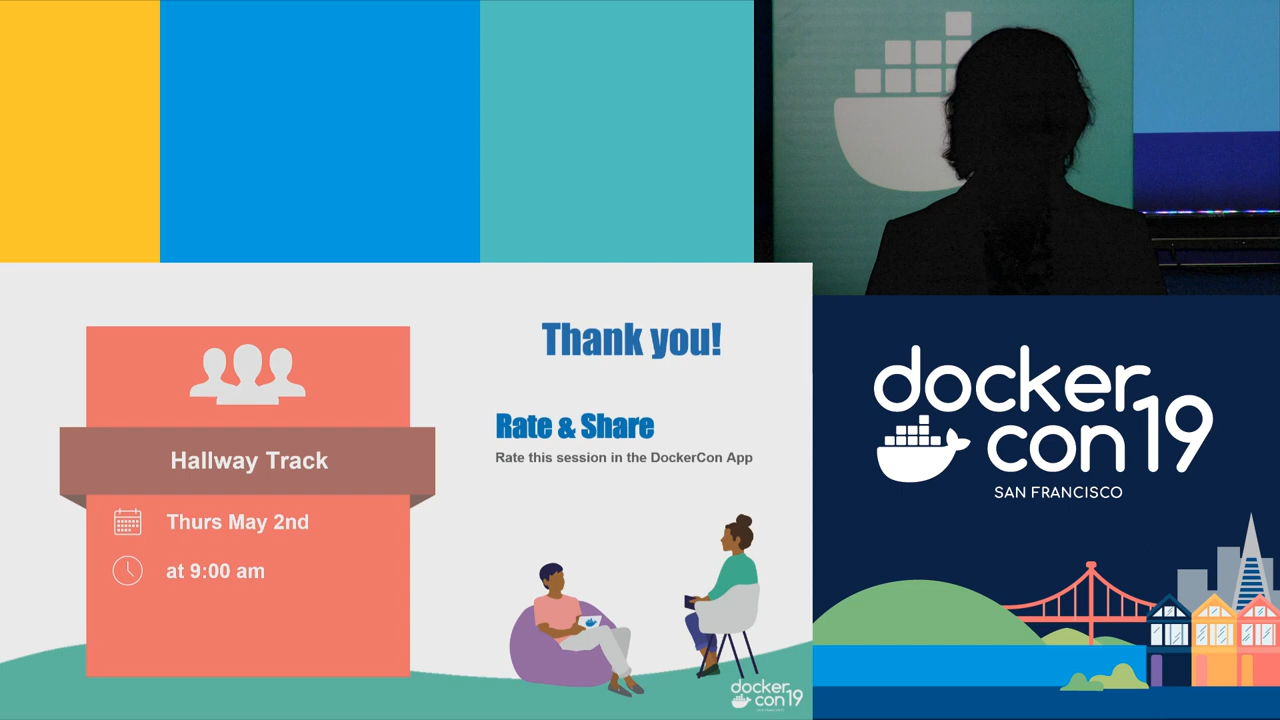 Thank you!
Rate & Share
Rate this session in the DockerCon App
Hallway Track
Thurs May 2nd
at 9:00 am
docker
con19
SAN FRANCISCO
docker
con19